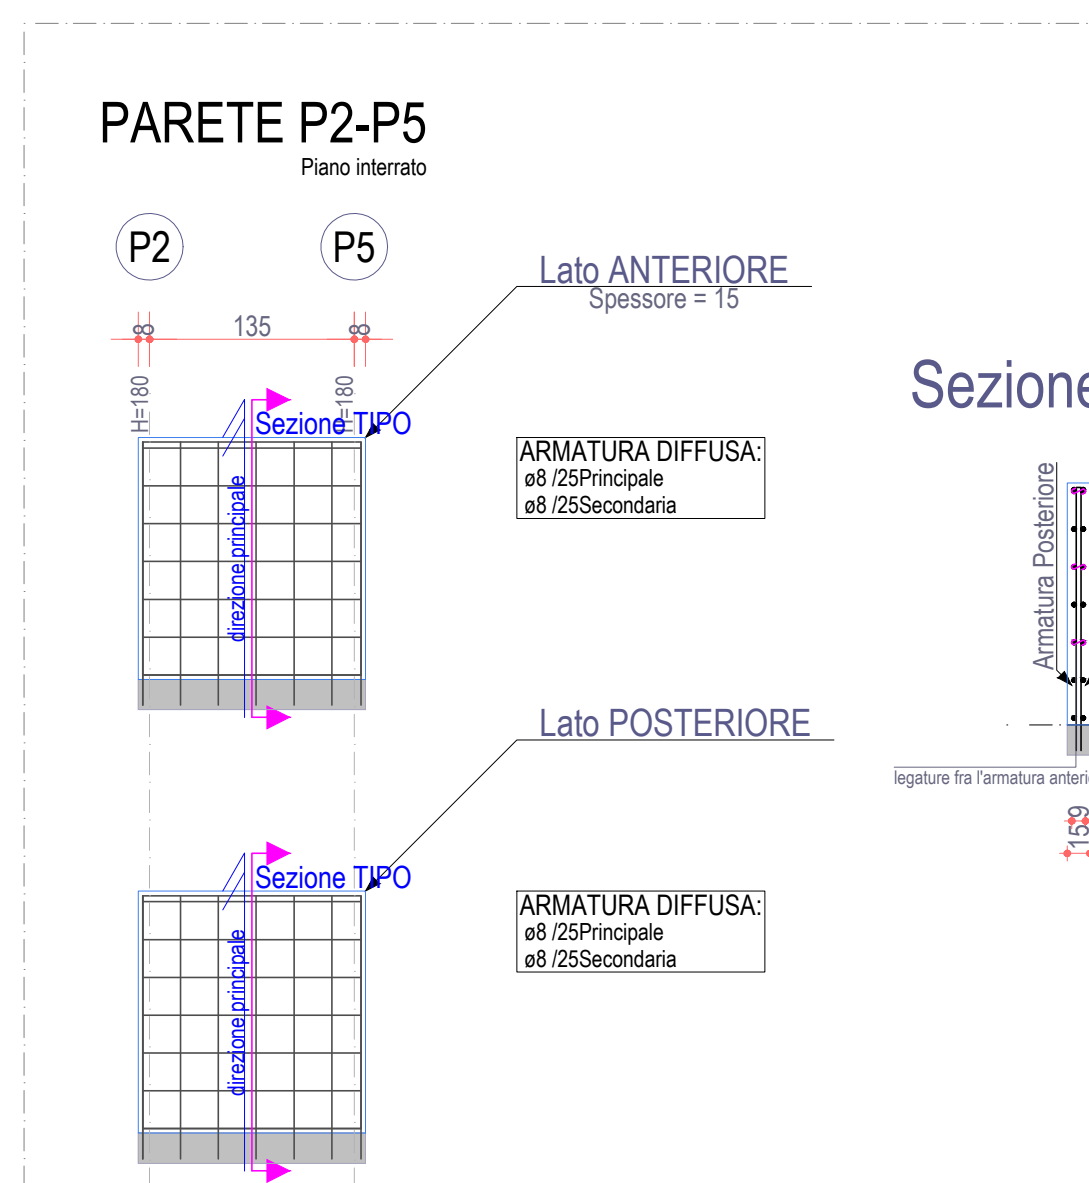 PARETE P2-P5
Piano interrato
P2
P5
8
135
8
H=180
H=180
Lato ANTERIORE
Spessore = 15
Sezione TIPO
direzione principale
ARMATURA DIFFUSA:
ø8 /25Principale
ø8 /25Secondaria
Sezione
Armatura Posteriore
legature fra l'armatura anteri
9
15
Lato POSTERIORE
Sezione TIPO
direzione principale
ARMATURA DIFFUSA:
ø8 /25Principale
ø8 /25Secondaria